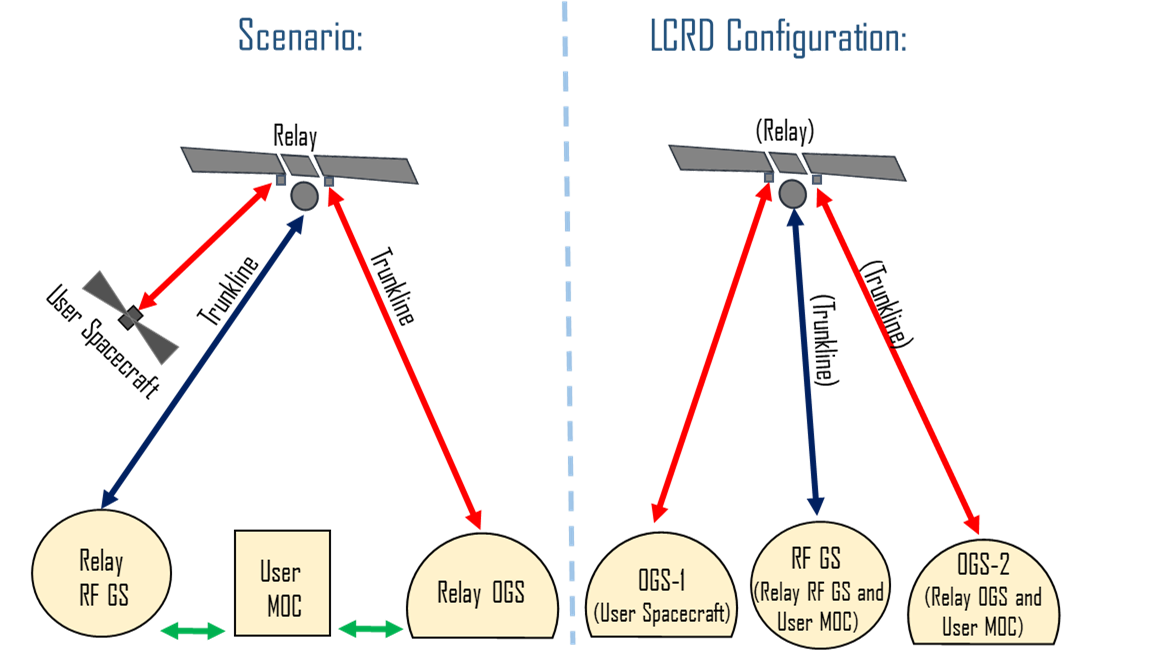 Scenario:
Relay
User Spacecraft
Trunkline
Trunkline
Relay
RF GS
User
MOC
Relay OGS
LCRD Configuration:
(Relay)
(Trunkline)
(Trunkline)
OGS-1
(User Spacecraft)
RF GS
(Relay RF GS and
User MOC)
OGS-2
(Relay OGS and
User MOC)